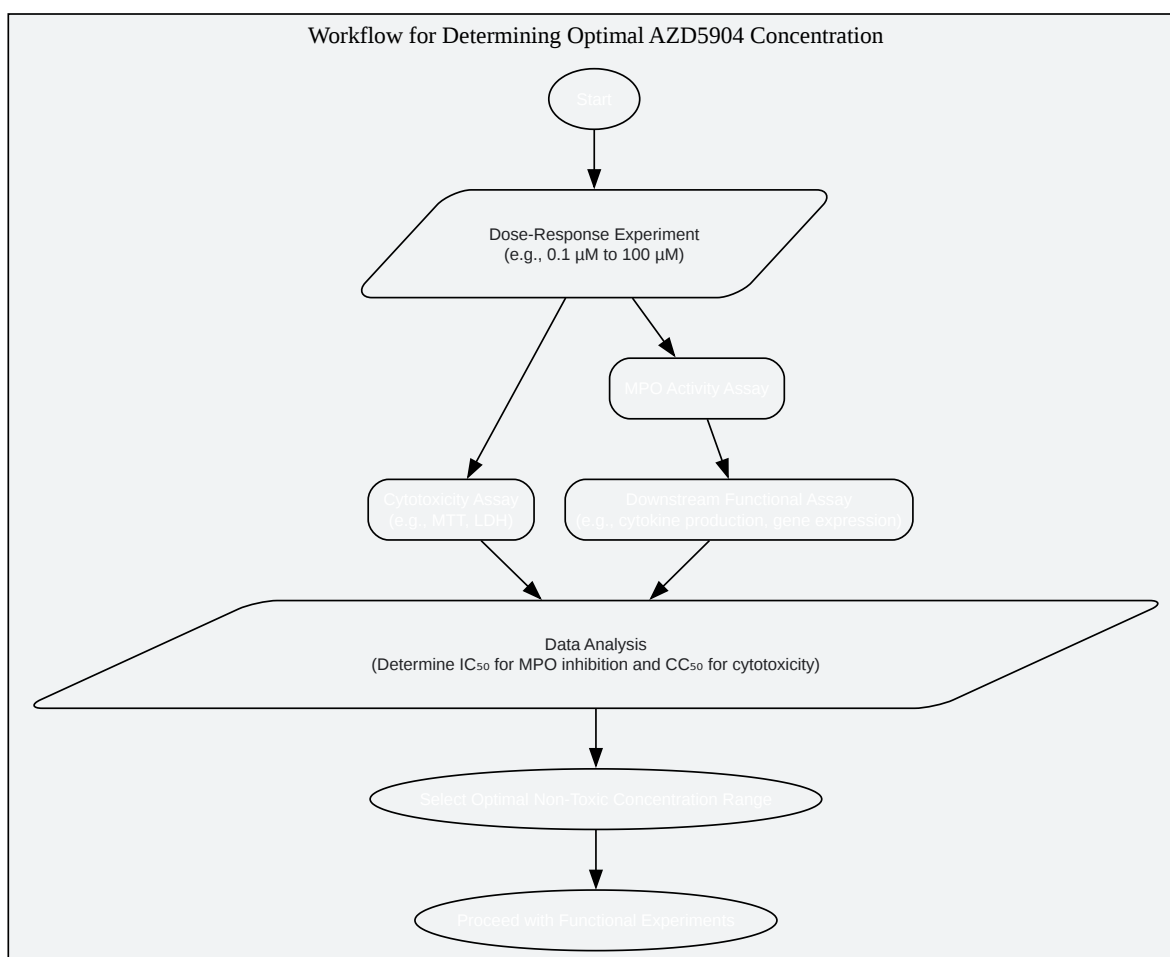 Workflow for Determining Optimal AZD5904 Concentration
Start
Dose-Response Experiment
(e.g., 0.1 µM to 100 µM)
MPO Activity Assay
Cytotoxicity Assay
(e.g., MTT, LDH)
Downstream Functional Assay
(e.g., cytokine production, gene expression)
Data Analysis
(Determine IC₅₀ for MPO inhibition and CC₅₀ for cytotoxicity)
Select Optimal Non-Toxic Concentration Range
Proceed with Functional Experiments